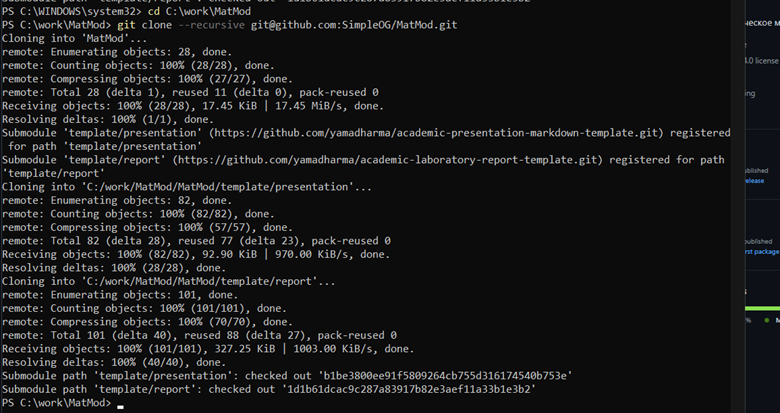 PS C:\WINDOWS\system32> cd C:\work\MatMod
PS C:\work\MatMod> git clone --recursive git@github.com:SimpleOG/MatMod.git
Cloning into 'MatMod'...
remote: Enumerating objects: 28, done.
remote: Counting objects: 100% (28/28), done.
remote: Compressing objects: 100% (27/27), done.
remote: Total 28 (delta 1), reused 11 (delta 0), pack-reused 0
Receiving objects: 100% (28/28), 17.45 KiB | 17.45 MiB/s, done.
Resolving deltas: 100% (1/1), done.
Submodule 'template/presentation' (https://github.com/yamadharma/academic-presentation-markdown-template.git) registered
 for path 'template/presentation'
Submodule 'template/report' (https://github.com/yamadharma/academic-laboratory-report-template.git) registered for path
'template/report'
Cloning into 'C:/work/MatMod/MatMod/template/presentation'...
remote: Enumerating objects: 82, done.
remote: Counting objects: 100% (82/82), done.
remote: Compressing objects: 100% (57/57), done.
remote: Total 82 (delta 28), reused 77 (delta 23), pack-reused 0
Receiving objects: 100% (82/82), 92.90 KiB | 970.00 KiB/s, done.
Resolving deltas: 100% (28/28), done.
Cloning into 'C:/work/MatMod/MatMod/template/report'...
remote: Enumerating objects: 101, done.
remote: Counting objects: 100% (101/101), done.
remote: Compressing objects: 100% (70/70), done.
remote: Total 101 (delta 40), reused 88 (delta 27), pack-reused 0
Receiving objects: 100% (101/101), 327.25 KiB | 1003.00 KiB/s, done.
Resolving deltas: 100% (40/40), done.
Submodule path 'template/presentation': checked out 'b1be3800ee91f5809264cb755d316174540b753e'
Submodule path 'template/report': checked out '1d1b61dcac9c287a83917b82e3aef11a33b1e3b2'
PS C:\work\MatMod>
4.0 license